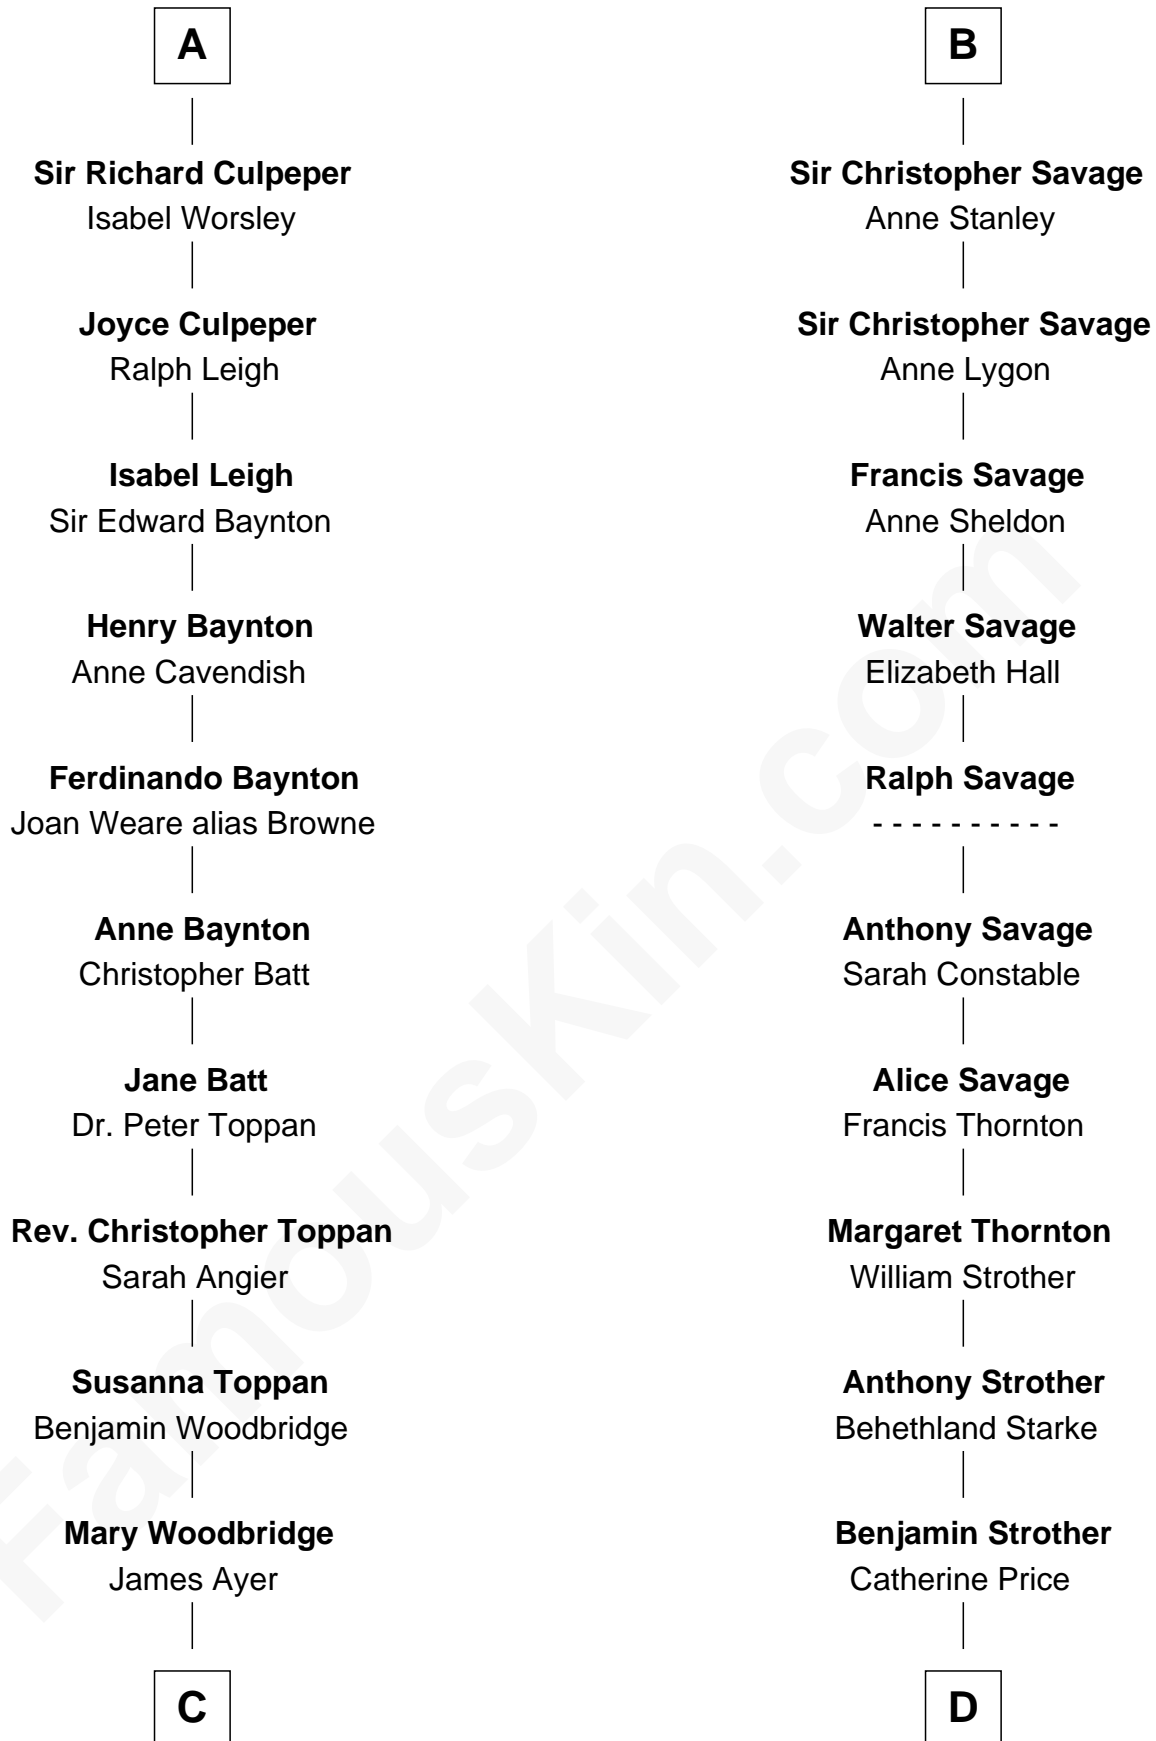 A
Sir Richard Culpeper
Isabel Worsley
Joyce Culpeper
Ralph Leigh
Isabel Leigh
Sir Edward Baynton
Henry Baynton
Anne Cavendish
Ferdinando Baynton
Joan Weare alias Browne
Anne Baynton
Christopher Batt
Jane Batt
Dr. Peter Toppan
Rev. Christopher Toppan
Sarah Angier
Susanna Toppan
Benjamin Woodbridge
Mary Woodbridge
James Ayer
C
B
Sir Christopher Savage
Anne Stanley
Sir Christopher Savage
Anne Lygon
Francis Savage
Anne Sheldon
Walter Savage
Elizabeth Hall
Ralph Savage
- - - - - - - - - -
Anthony Savage
Sarah Constable
Alice Savage
Francis Thornton
Margaret Thornton
William Strother
Anthony Strother
Behethland Starke
Benjamin Strother
Catherine Price
D
FamousKin.com